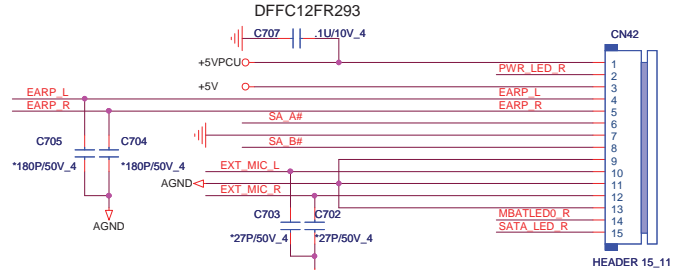 DFFC12FR293
C707 .1U/10V_4
CN42
+5VPCU 1
PWR_LED_R 2
+5V 3
EARP_L EARP_L 4
EARP_R EARP_R 5
SA_A# 6
7
SA_B# 8
C705 C704
*180P/50V_4 *180P/50V_4
9
EXT_MIC_L 10
AGND 11
EXT_MIC_R 12
13
AGND
C703 C702
*27P/50V_4 *27P/50V_4
MBATLED0_R 14
SATA_LED_R 15
HEADER 15_11